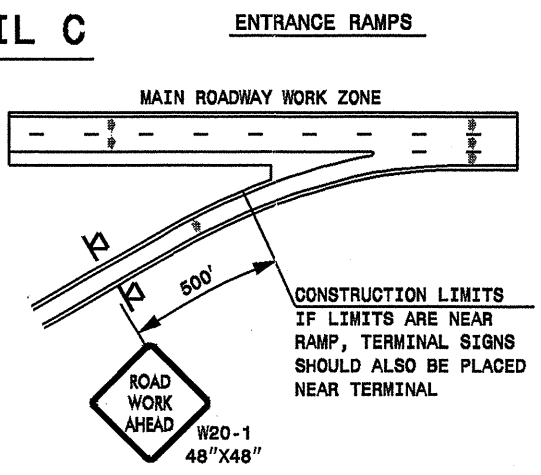 IL C
ENTRANCE RAMPS
MAIN ROADWAY WORK ZONE
500'
CONSTRUCTION LIMITS
IF LIMITS ARE NEAR
RAMP, TERMINAL SIGNS
SHOULD ALSO BE PLACED
NEAR TERMINAL
ROAD
WORK
AHEAD
W20-1
48"X48"